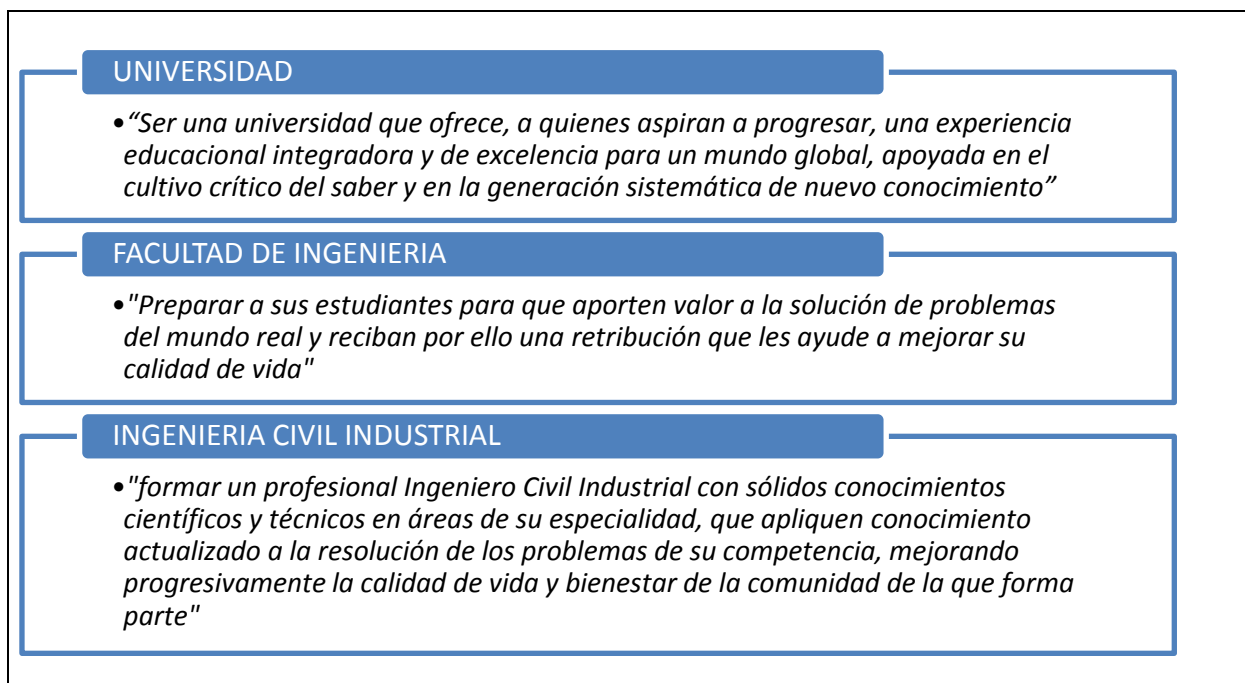 UNIVERSIDAD
•“Ser una universidad que ofrece, a quienes aspiran a progresar, una experiencia
educacional integradora y de excelencia para un mundo global, apoyada en el
cultivo crítico del saber y en la generación sistemática de nuevo conocimiento”
FACULTAD DE INGENIERIA
•"Preparar a sus estudiantes para que aporten valor a la solución de problemas
del mundo real y reciban por ello una retribución que les ayude a mejorar su
calidad de vida"
INGENIERIA CIVIL INDUSTRIAL
•"formar un profesional Ingeniero Civil Industrial con sólidos conocimientos
científicos y técnicos en áreas de su especialidad, que apliquen conocimiento
actualizado a la resolución de los problemas de su competencia, mejorando
progresivamente la calidad de vida y bienestar de la comunidad de la que forma
parte"